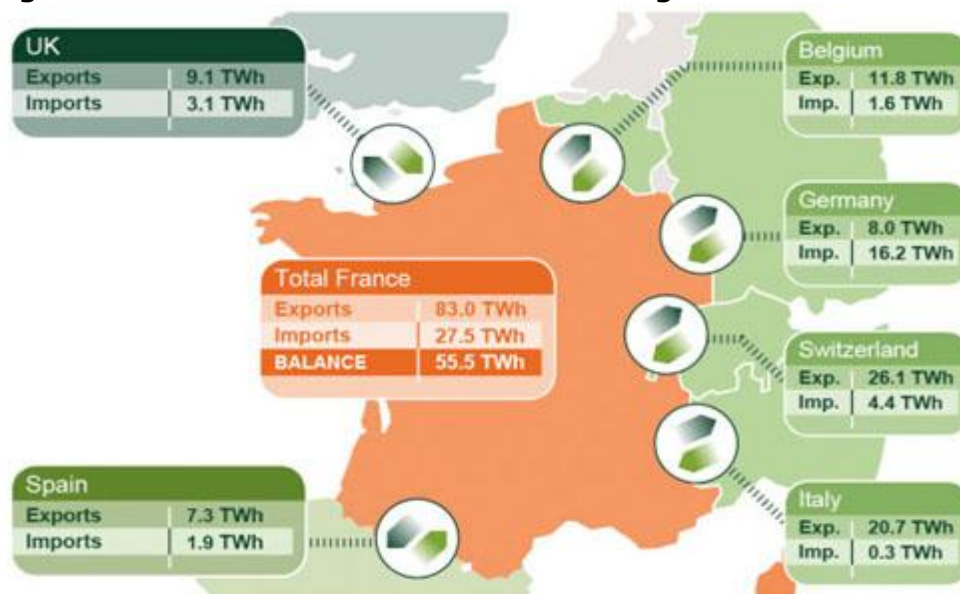 UK
Exports 9.1 TWh
Imports 3.1 TWh
Belgium
Exp. 11.8 TWh
Imp. 1.6 TWh
Germany
Exp. 8.0 TWh
Imp. 16.2 TWh
Total France
Exports 83.0 TWh
Imports 27.5 TWh
BALANCE 55.5 TWh
Switzerland
Exp. 26.1 TWh
Imp. 4.4 TWh
Spain
Exports 7.3 TWh
Imports 1.9 TWh
Italy
Exp. 20.7 TWh
Imp. 0.3 TWh